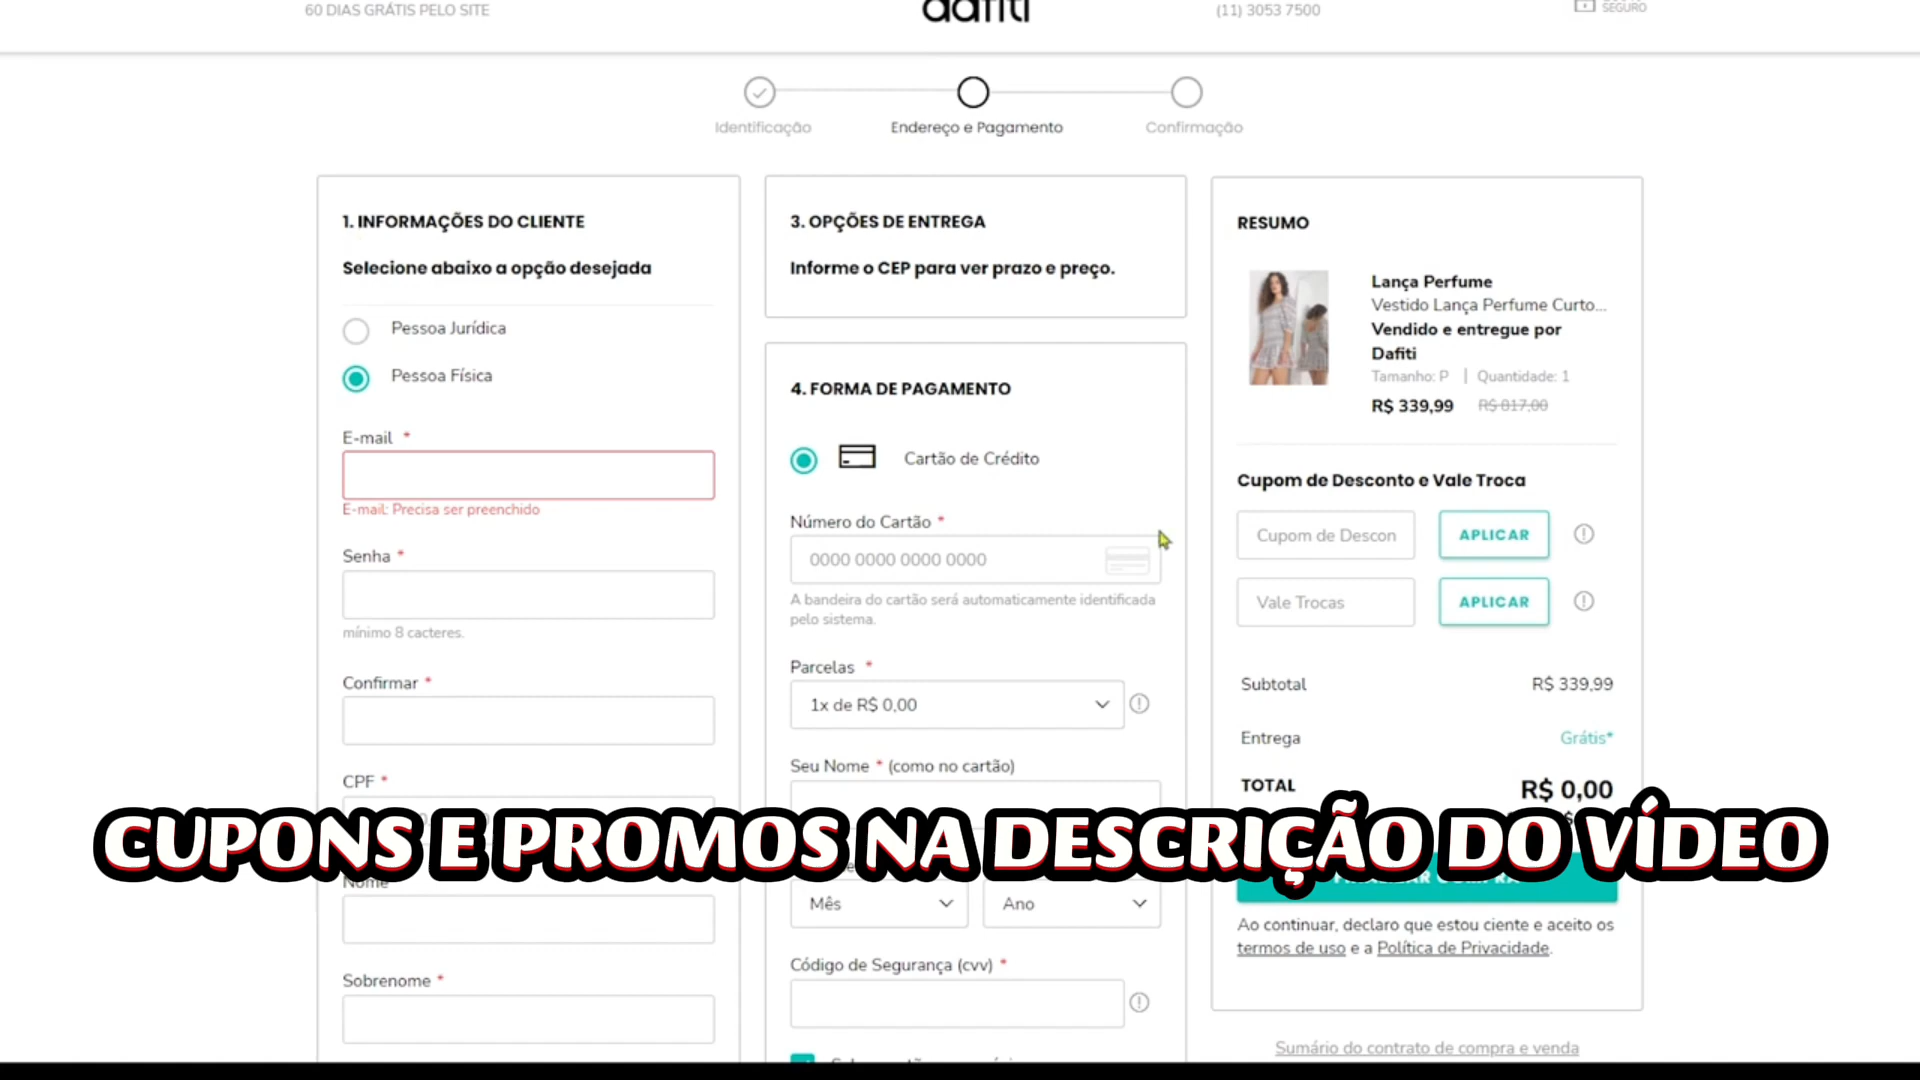 60 DIAS GRÁTIS PELO SITE
dafiti
(11) 3053 7500
SEGURO
Identificação
Endereço e Pagamento
Confirmação
1. INFORMAÇÕES DO CLIENTE
Selecione abaixo a opção desejada
Pessoa Jurídica
Pessoa Física
E-mail *
E-mail: Precisa ser preenchido
Senha *
mínimo 8 cacteres.
Confirmar *
CPF *
Nome
Sobrenome *
3. OPÇÕES DE ENTREGA
Informe o CEP para ver prazo e preço.
4. FORMA DE PAGAMENTO
Cartão de Crédito
Número do Cartão *
0000 0000 0000 0000
A bandeira do cartão será automaticamente identificada
pelo sistema.
Parcelas *
1x de R$ 0,00
Seu Nome * (como no cartão)
Mês
Ano
Código de Segurança (cvv) *
RESUMO
Lança Perfume
Vestido Lança Perfume Curto...
Vendido e entregue por
Dafiti
Tamanho: P | Quantidade: 1
R$ 339,99 R$ 817,00
Cupom de Desconto e Vale Troca
Cupom de Descon
APLICAR
Vale Trocas
APLICAR
Subtotal R$ 339,99
Entrega Grátis*
TOTAL R$ 0,00
Ao continuar, declaro que estou ciente e aceito os
termos de uso e a Política de Privacidade.
Sumário do contrato de compra e venda
CUPONS E PROMOS NA DESCRIÇÃO DO VÍDEO